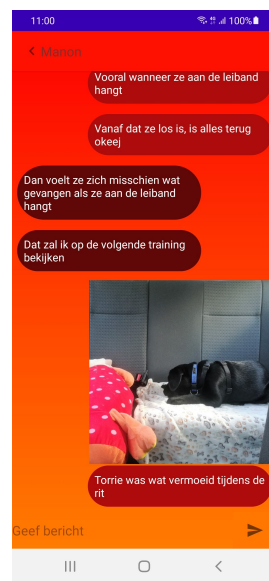 11:00
100%
Manon
Vooral wanneer ze aan de leiband
hangt
Vanaf dat ze los is, is alles terug
okeej
Dan voelt ze zich misschien wat
gevangen als ze aan de leiband
hangt
Dat zal ik op de volgende training
bekijken
Torrie was wat vermoeid tijdens de
rit
Geef bericht